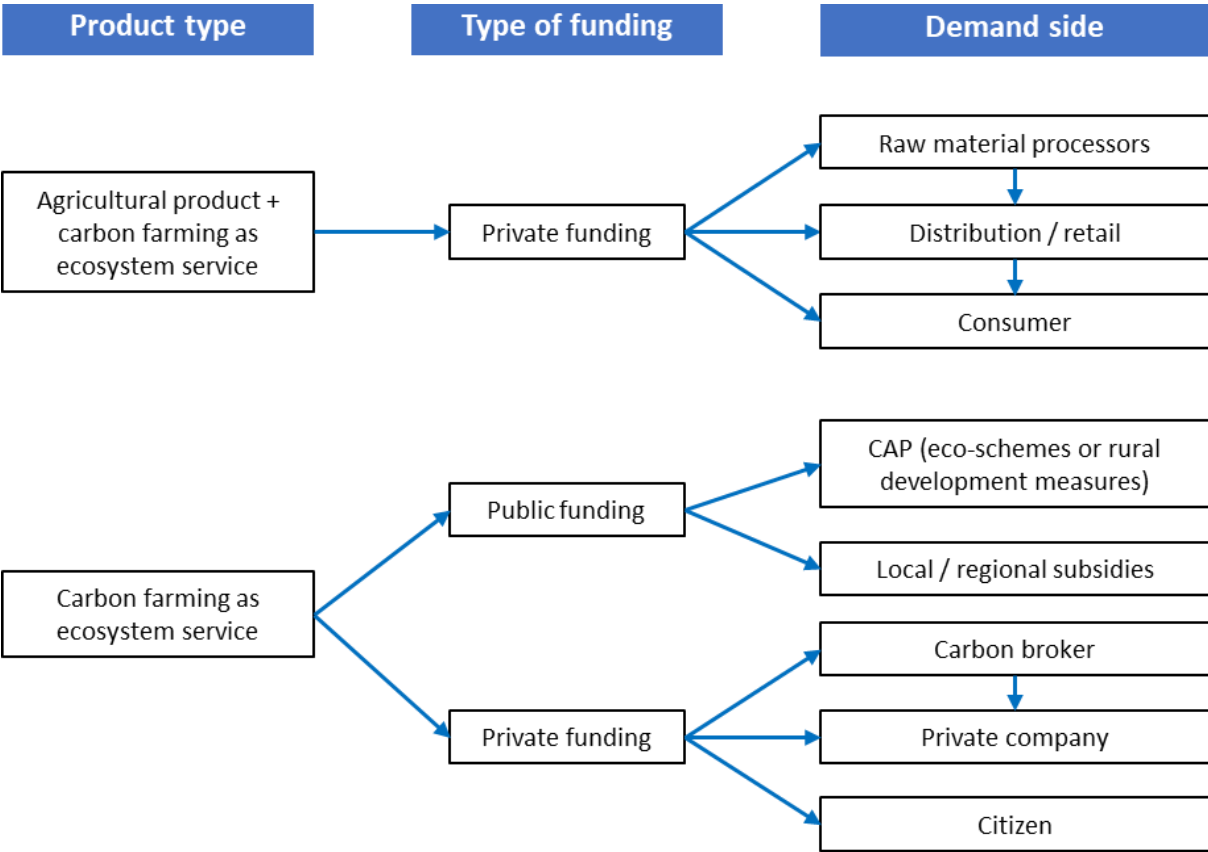 Product type
Type of funding
Demand side
Agricultural product +
carbon farming as
ecosystem service
Private funding
Raw material processors
Distribution / retail
Consumer
Carbon farming as
ecosystem service
Public funding
CAP (eco-schemes or rural
development measures)
Local / regional subsidies
Private funding
Carbon broker
Private company
Citizen